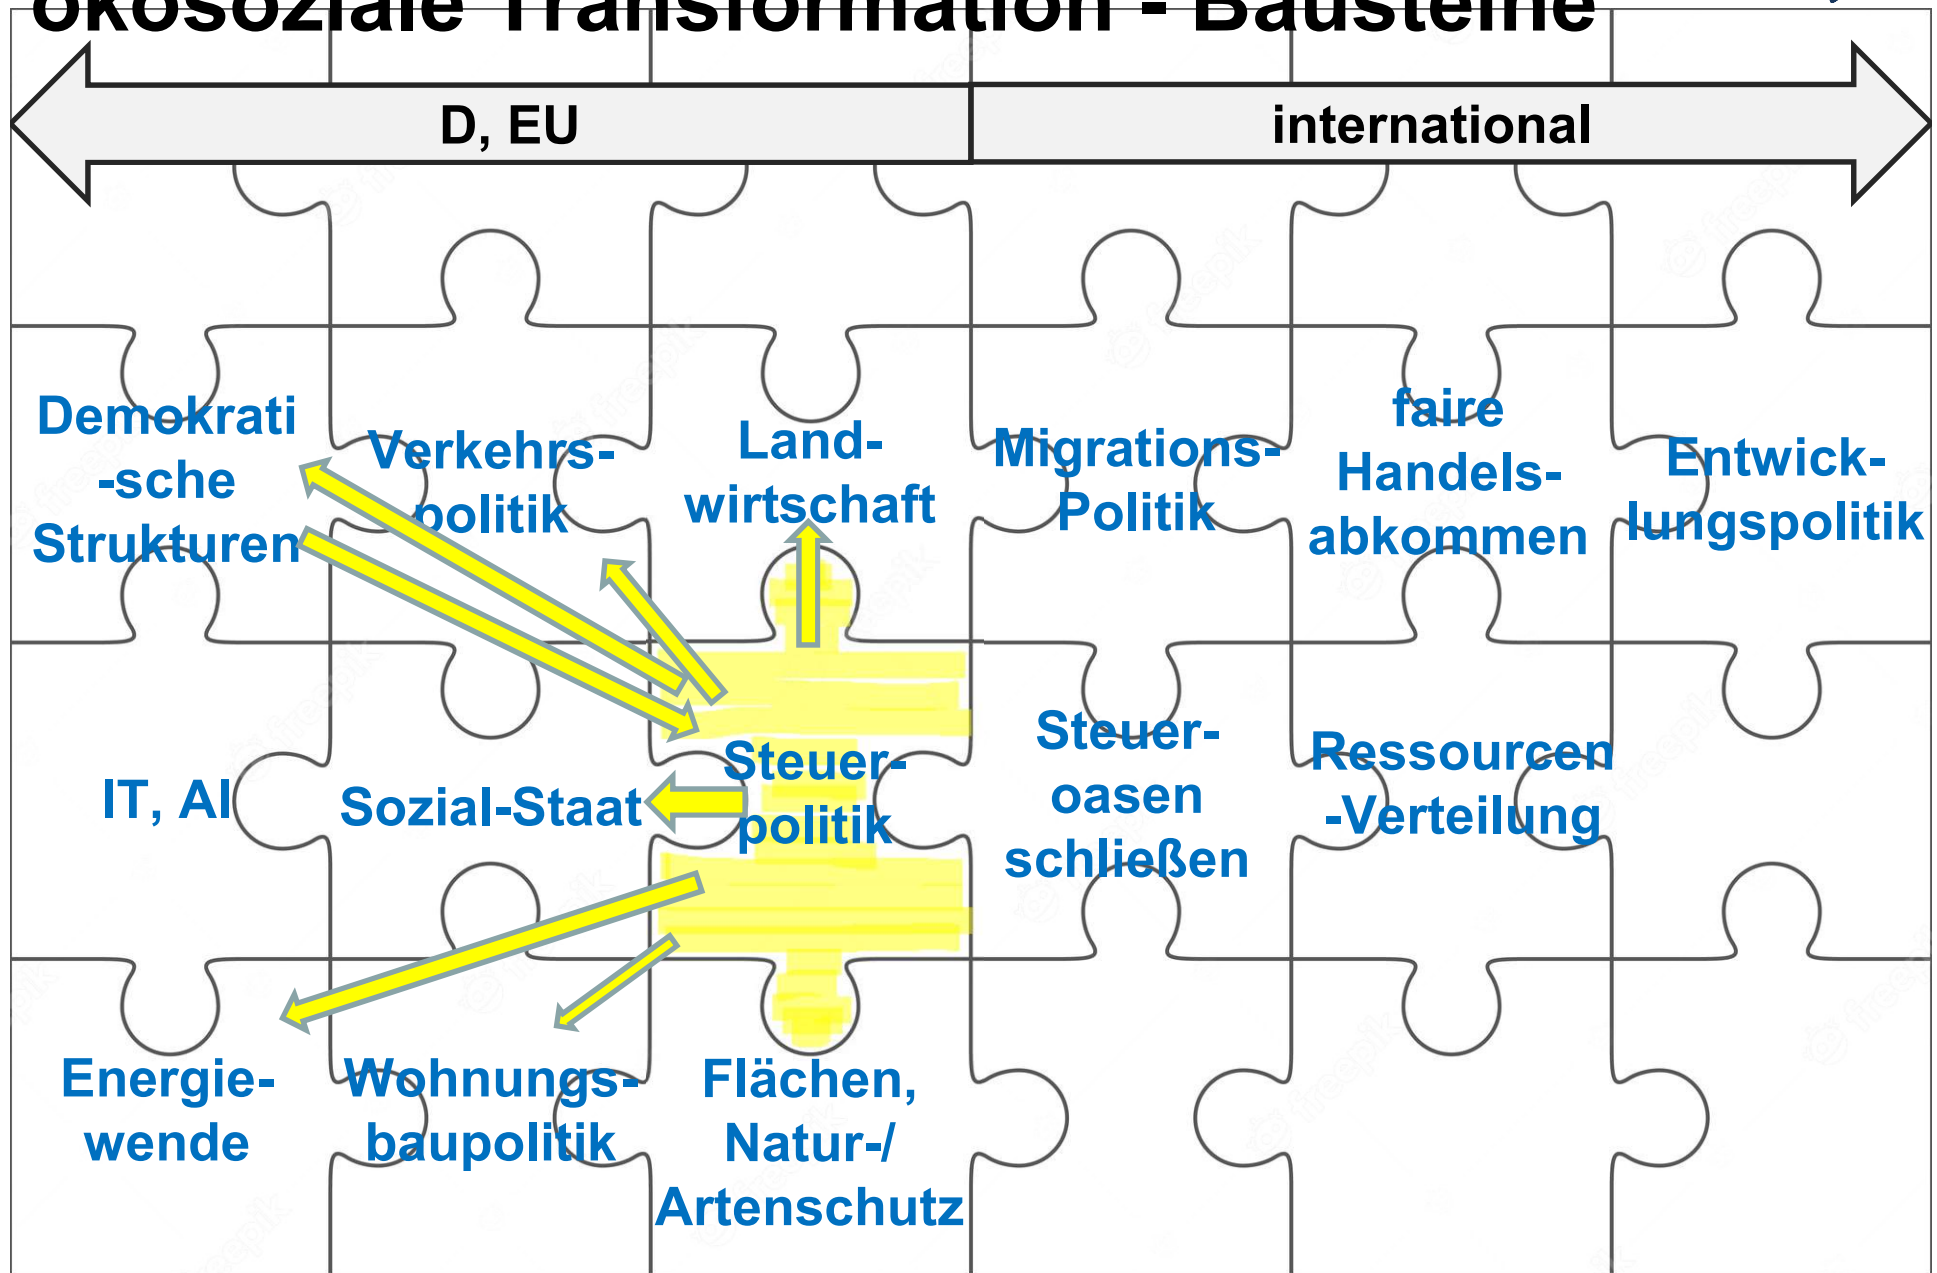 ökosoziale Transformation - Bausteine
D, EU
international
Demokrati
-sche
Strukturen
Verkehrs-
politik
Land-
wirtschaft
Migrations-
Politik
faire
Handels-
abkommen
Entwick-
lungspolitik
IT, AI
Sozial-Staat
Steuer-
politik
Steuer-
oasen
schließen
Ressourcen
-Verteilung
Energie-
wende
Wohnungs-
baupolitik
Flächen,
Natur-/
Artenschutz